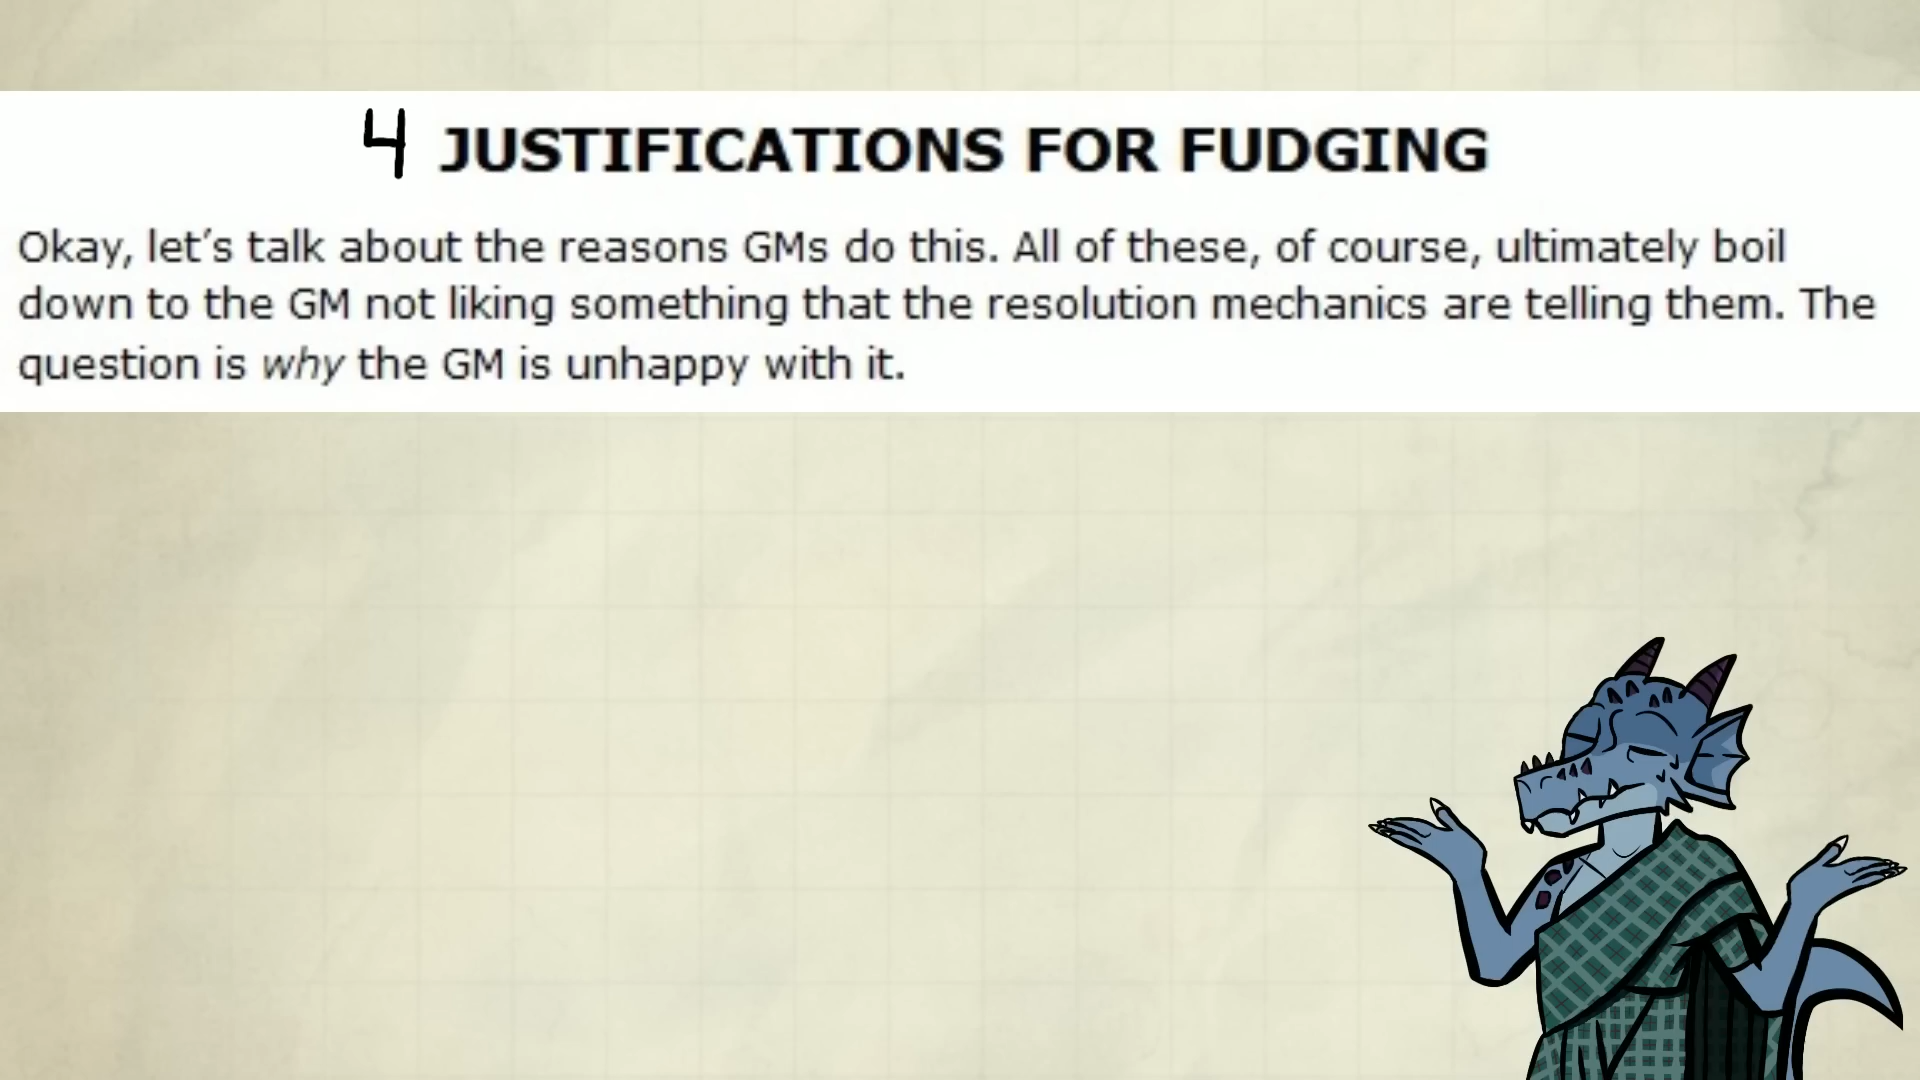 4 JUSTIFICATIONS FOR FUDGING
Okay, let's talk about the reasons GMs do this. All of these, of course, ultimately boil
down to the GM not liking something that the resolution mechanics are telling them. The
question is why the GM is unhappy with it.